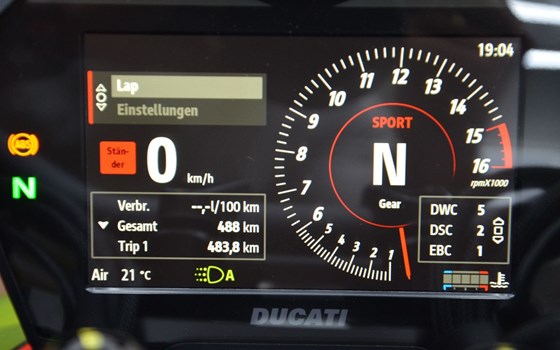 19:04
Lap
Einstellungen
Stän-
der
0 km/h
Verbr. --,-l/100 km
Gesamt 488 km
Trip 1 483,8 km
Air 21 °C
A
1 2 3 4 5 6 7 8 9 10 11 12 13 14 15 16
rpmX1000
SPORT
N
Gear
DWC 5
DSC 2
EBC 1
ABS
N
DUCATI